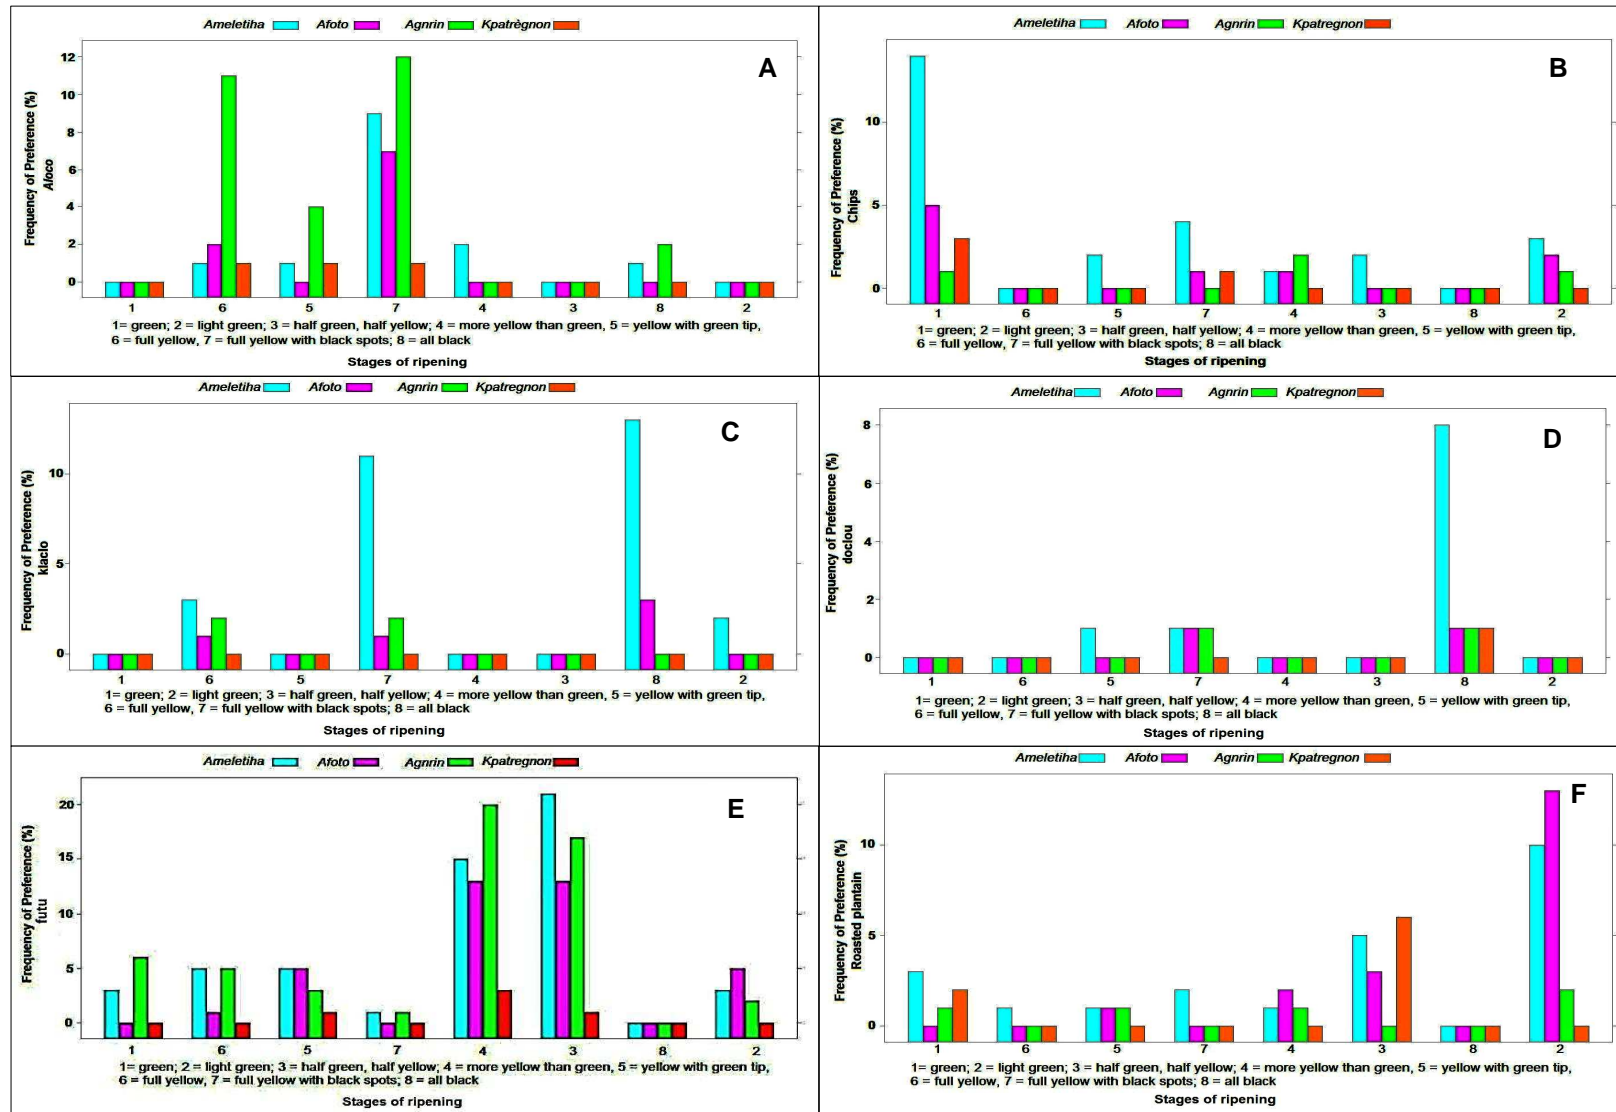 Ameletiha Afoto Agnrin Kpatrègnon
A
Frequency of Preference (%)
Aloco
12
10
8
6
4
2
0
1 6 5 7 4 3 8 2
1= green; 2 = light green; 3 = half green, half yellow; 4 = more yellow than green, 5 = yellow with green tip,
6 = full yellow, 7 = full yellow with black spots; 8 = all black
Stages of ripening
Ameletiha Afoto Agnrin Kpatregnon
B
Frequency of Preference (%)
Chips
10
5
0
1 6 5 7 4 3 8 2
1= green; 2 = light green; 3 = half green, half yellow; 4 = more yellow than green, 5 = yellow with green tip,
6 = full yellow, 7 = full yellow with black spots; 8 = all black
Stages of ripening
Ameletiha Afoto Agnrin Kpatregnon
C
Frequency of Preference (%)
klaclo
10
5
0
1 6 5 7 4 3 8 2
1= green; 2 = light green; 3 = half green, half yellow; 4 = more yellow than green, 5 = yellow with green tip,
6 = full yellow, 7 = full yellow with black spots; 8 = all black
Stages of ripening
Ameletiha Afoto Agnrin Kpatregnon
D
Frequency of Preference (%)
doclou
8
6
4
2
0
1 6 5 7 4 3 8 2
1= green; 2 = light green; 3 = half green, half yellow; 4 = more yellow than green, 5 = yellow with green tip,
6 = full yellow, 7 = full yellow with black spots; 8 = all black
Stages of ripening
Ameletiha Afoto Agnrin Kpatregnon
E
Frequency of Preference (%)
futu
20
15
10
5
0
1 6 5 7 4 3 8 2
1= green; 2 = light green; 3 = half green, half yellow; 4 = more yellow than green, 5 = yellow with green tip,
6 = full yellow, 7 = full yellow with black spots; 8 = all black
Stages of ripening
Ameletiha Afoto Agnrin Kpatregnon
F
Frequency of Preference (%)
Roasted plantain
10
5
0
1 6 5 7 4 3 8 2
1= green; 2 = light green; 3 = half green, half yellow; 4 = more yellow than green, 5 = yellow with green tip,
6 = full yellow, 7 = full yellow with black spots; 8 = all black
Stages of ripening